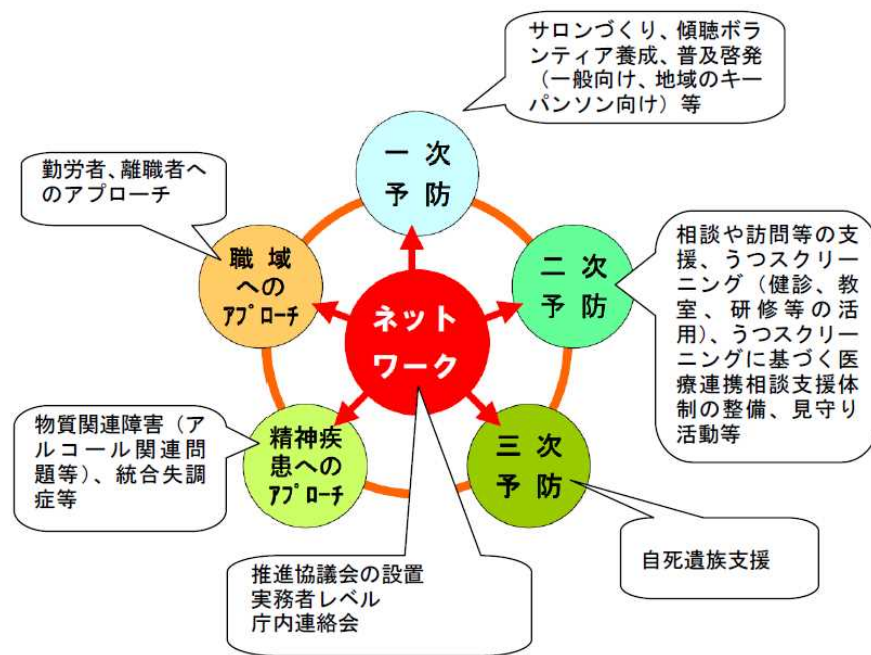 サロンづくり、傾聴ボラ
ンティア養成、普及啓発
（一般向け、地域のキー
パンソン向け）等
一 次
予 防
勤労者、離職者へ
のアプローチ
職 域
への
ｱﾌﾟﾛｰﾁ
二 次
予 防
相談や訪問等の支
援、うつスクリー
ニング（健診、教
室、研修等の活
用）、うつスクリー
ニングに基づく医
療連携相談支援体
制の整備、見守り
活動等
ネット
ワーク
物質関連障害（ア
ルコール関連問
題等）、統合失調
症等
精神疾
患への
ｱﾌﾟﾛｰﾁ
三 次
予 防
自死遺族支援
推進協議会の設置
実務者レベル
庁内連絡会